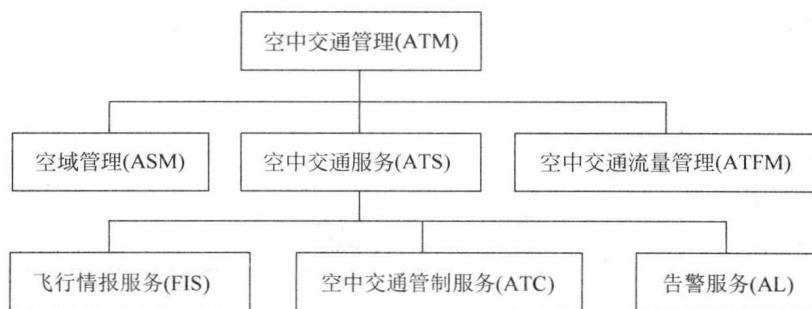 空中交通管理(ATM)
空域管理(ASM)
空中交通服务(ATS)
空中交通流量管理(ATFM)
飞行情报服务(FIS)
空中交通管制服务(ATC)
告警服务(AL)